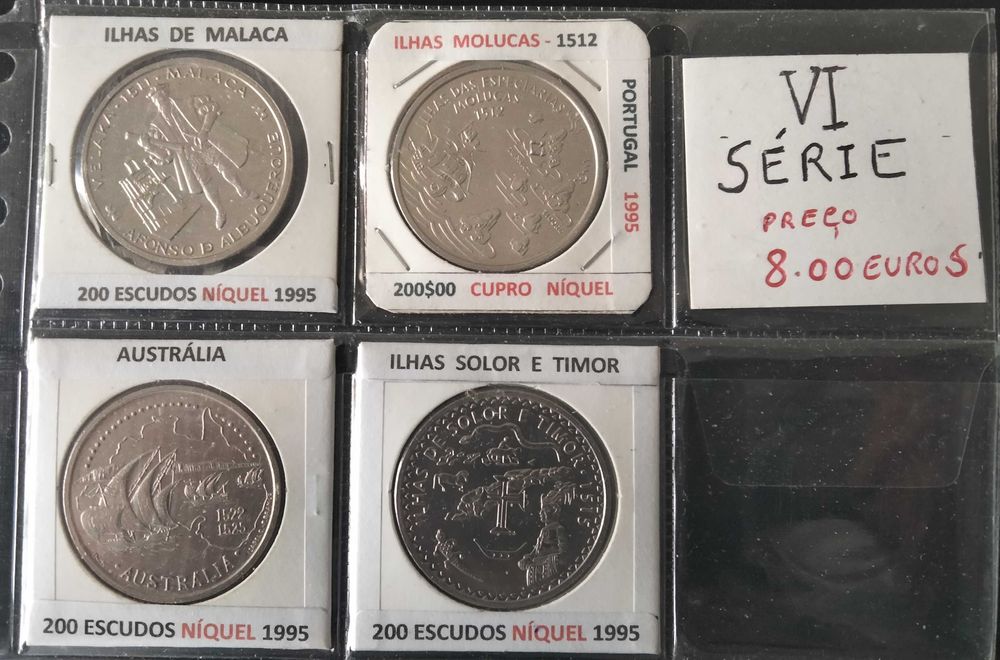 ILHAS DE MALACA
MELAKA • 1511 • MALACA
AFONSO D ALBUQUERQUE
200 ESCUDOS NÍQUEL 1995
ILHAS MOLUCAS - 1512
ILHAS DAS ESPECIARIAS
MOLUCAS
1512
PORTUGAL 1995
200$00 CUPRO NÍQUEL
VI
SÉRIE
PREÇO
8.00 EUROS
AUSTRÁLIA
1522
1525
AUSTRÁLIA
200 ESCUDOS NÍQUEL 1995
ILHAS SOLOR E TIMOR
ILHAS DE SOLOR E TIMOR 1515
200 ESCUDOS NÍQUEL 1995